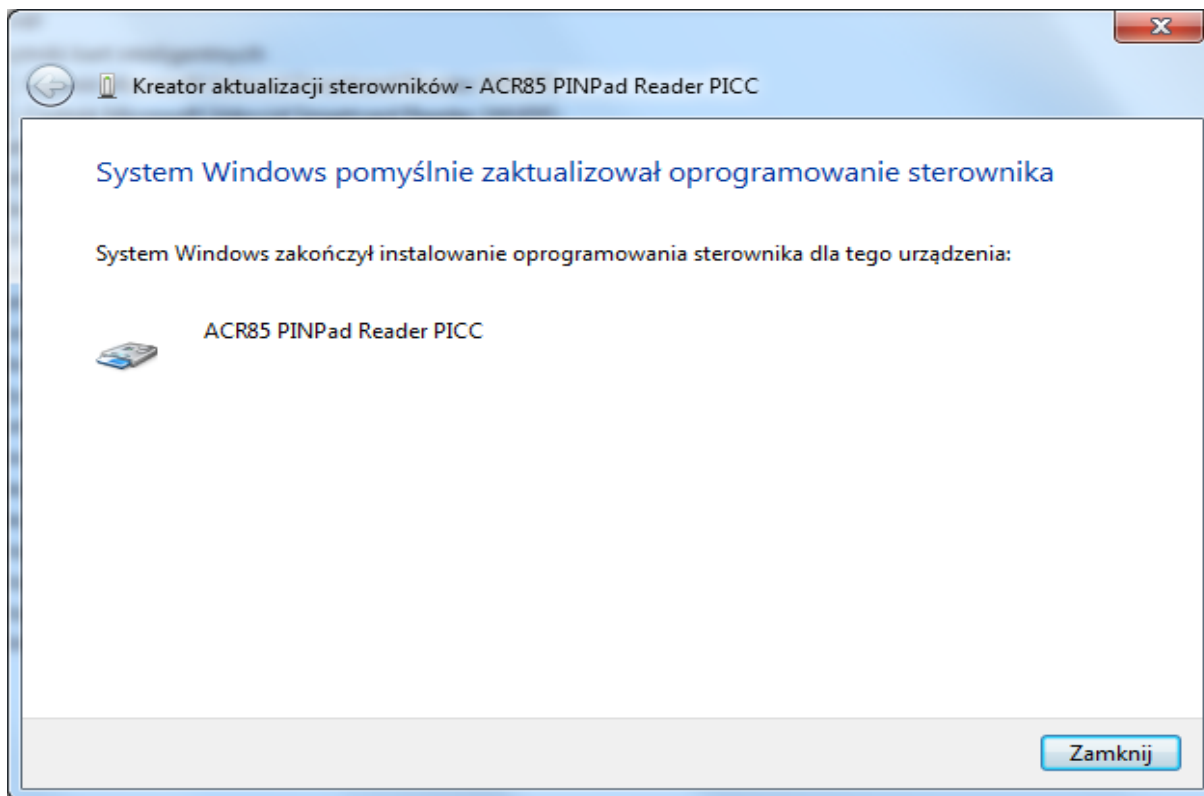 Kreator aktualizacji sterowników - ACR85 PINPad Reader PICC
System Windows pomyślnie zaktualizował oprogramowanie sterownika
System Windows zakończył instalowanie oprogramowania sterownika dla tego urządzenia:
ACR85 PINPad Reader PICC
Zamknij